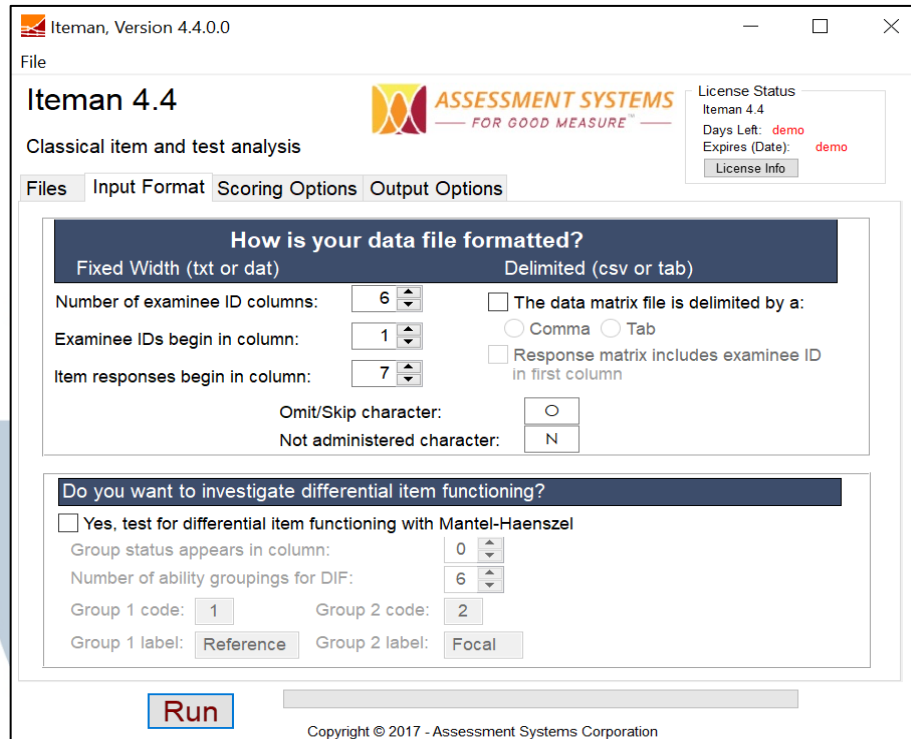 Iteman, Version 4.4.0.0
File
Iteman 4.4
ASSESSMENT SYSTEMS
FOR GOOD MEASURE™
Classical item and test analysis
License Status
Iteman 4.4
Days Left: demo
Expires (Date): demo
License Info
Files Input Format Scoring Options Output Options
How is your data file formatted?
Fixed Width (txt or dat) Delimited (csv or tab)
Number of examinee ID columns: 6
Examinee IDs begin in column: 1
Item responses begin in column: 7
The data matrix file is delimited by a:
Comma Tab
Response matrix includes examinee ID
in first column
Omit/Skip character: O
Not administered character: N
Do you want to investigate differential item functioning?
Yes, test for differential item functioning with Mantel-Haenszel
Group status appears in column: 0
Number of ability groupings for DIF: 6
Group 1 code: 1 Group 2 code: 2
Group 1 label: Reference Group 2 label: Focal
Run
Copyright © 2017 - Assessment Systems Corporation